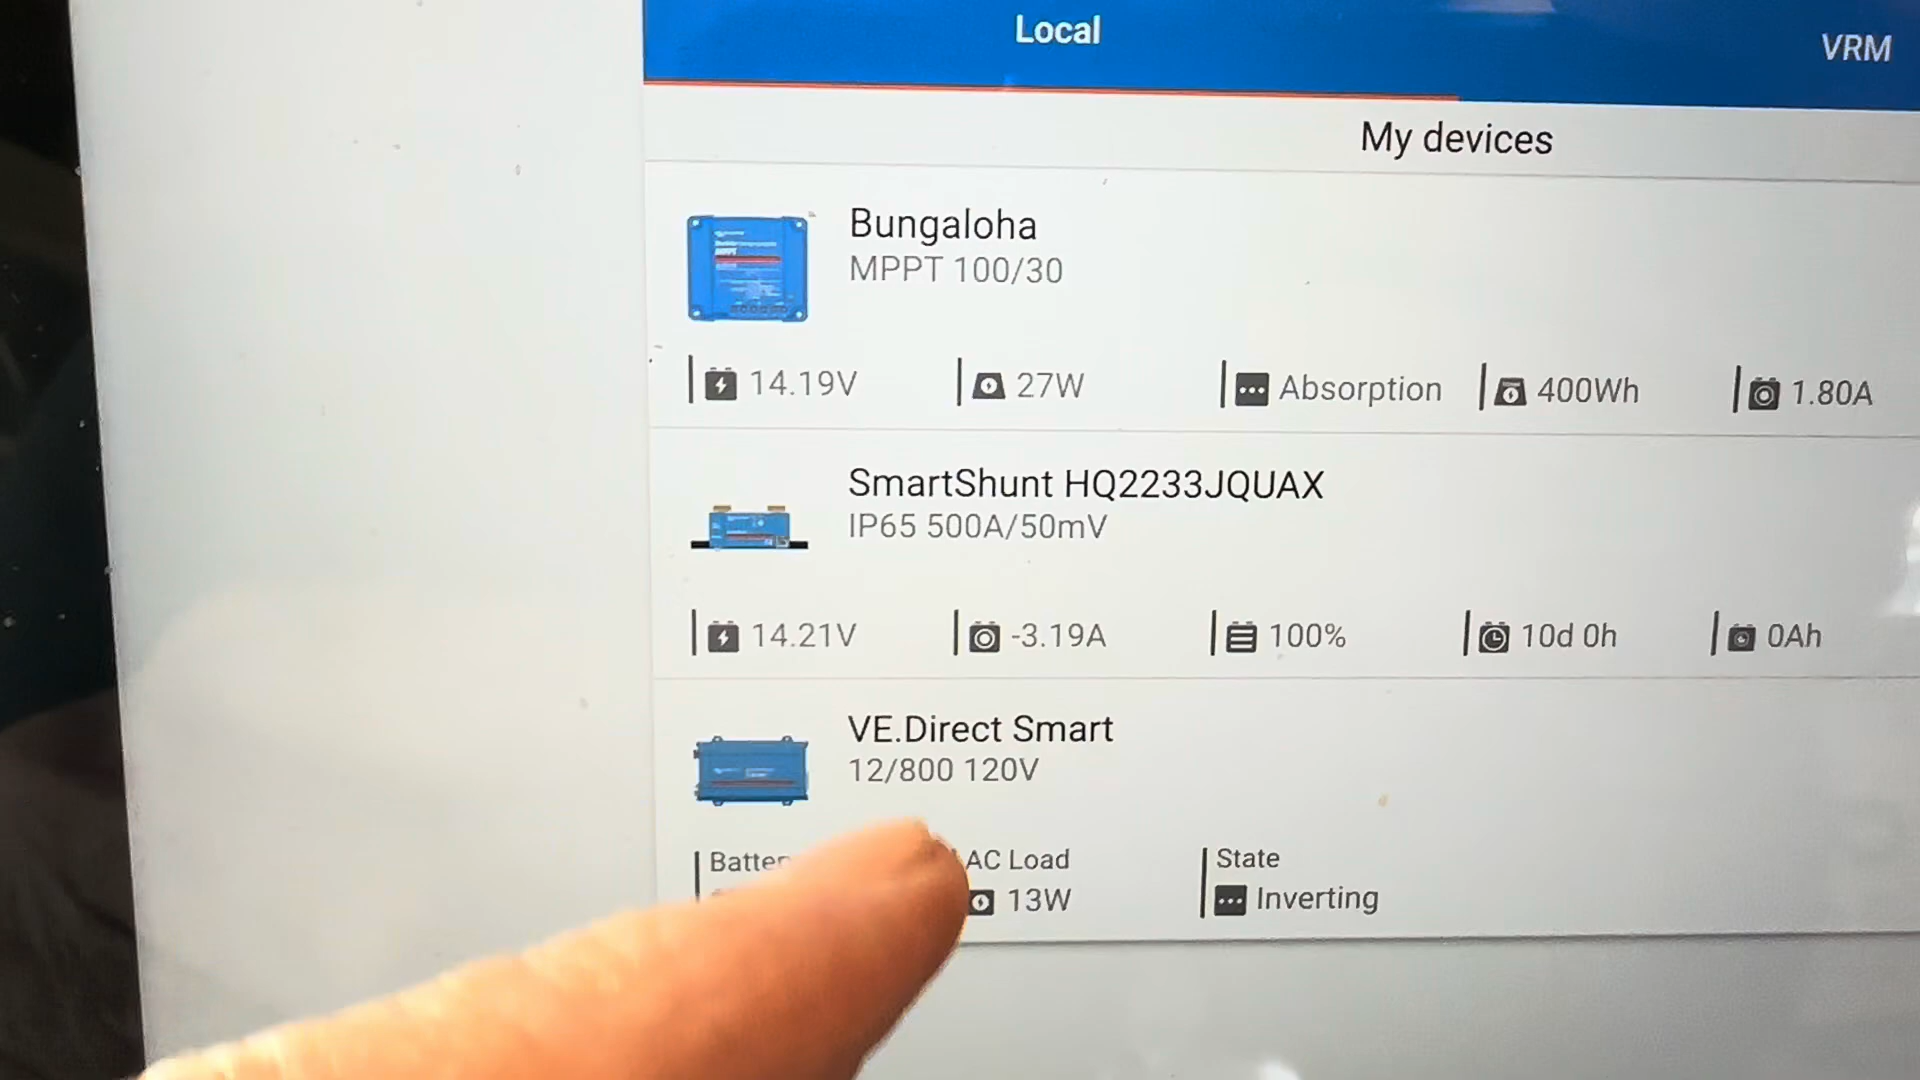 Local
VRM
My devices
Bungaloha
MPPT 100/30
14.19V
27W
Absorption
400Wh
1.80A
SmartShunt HQ2233JQUAX
IP65 500A/50mV
14.21V
-3.19A
100%
10d 0h
0Ah
VE.Direct Smart
12/800 120V
AC Load
State
13W
Inverting